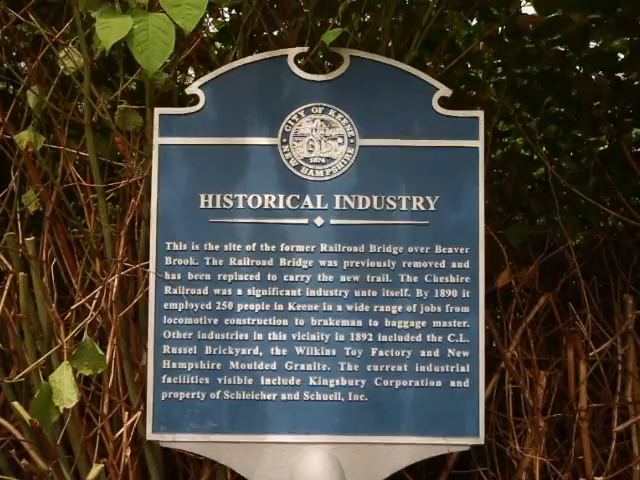 CITY OF KEENE
1874
NEW HAMPSHIRE
HISTORICAL INDUSTRY
This is the site of the former Railroad Bridge over Beaver
Brook. The Railroad Bridge was previously removed and
has been replaced to carry the new trail. The Cheshire
Railroad was a significant industry unto itself. By 1890 it
employed 250 people in Keene in a wide range of jobs from
locomotive construction to brakeman to baggage master.
Other industries in this vicinity in 1892 included the C.L.
Russel Brickyard, the Wilkins Toy Factory and New
Hampshire Moulded Granite. The current industrial
facilities visible include Kingsbury Corporation and
property of Schleicher and Schuell, Inc.